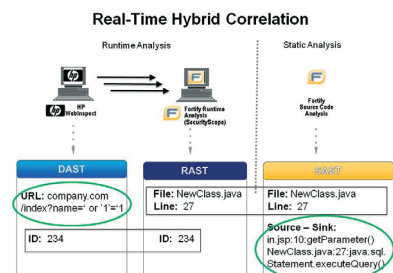 Real-Time Hybrid Correlation
Runtime Analysis
Static Analysis
hp
F
F
hp HP
WebInspect
Fortify Runtime
Analysis
(SecurityScope)
Fortify
Source Code
Analysis
DAST
RAST
SAST
URL: company.com
/index?name=' or '1'='1
File: NewClass.java
Line: 27
File: NewClass.java
Line: 27
ID: 234
ID: 234
Source – Sink:
in.jsp:10:getParameter()
NewClass.java:27:java.sql.
Statement.executeQuery()